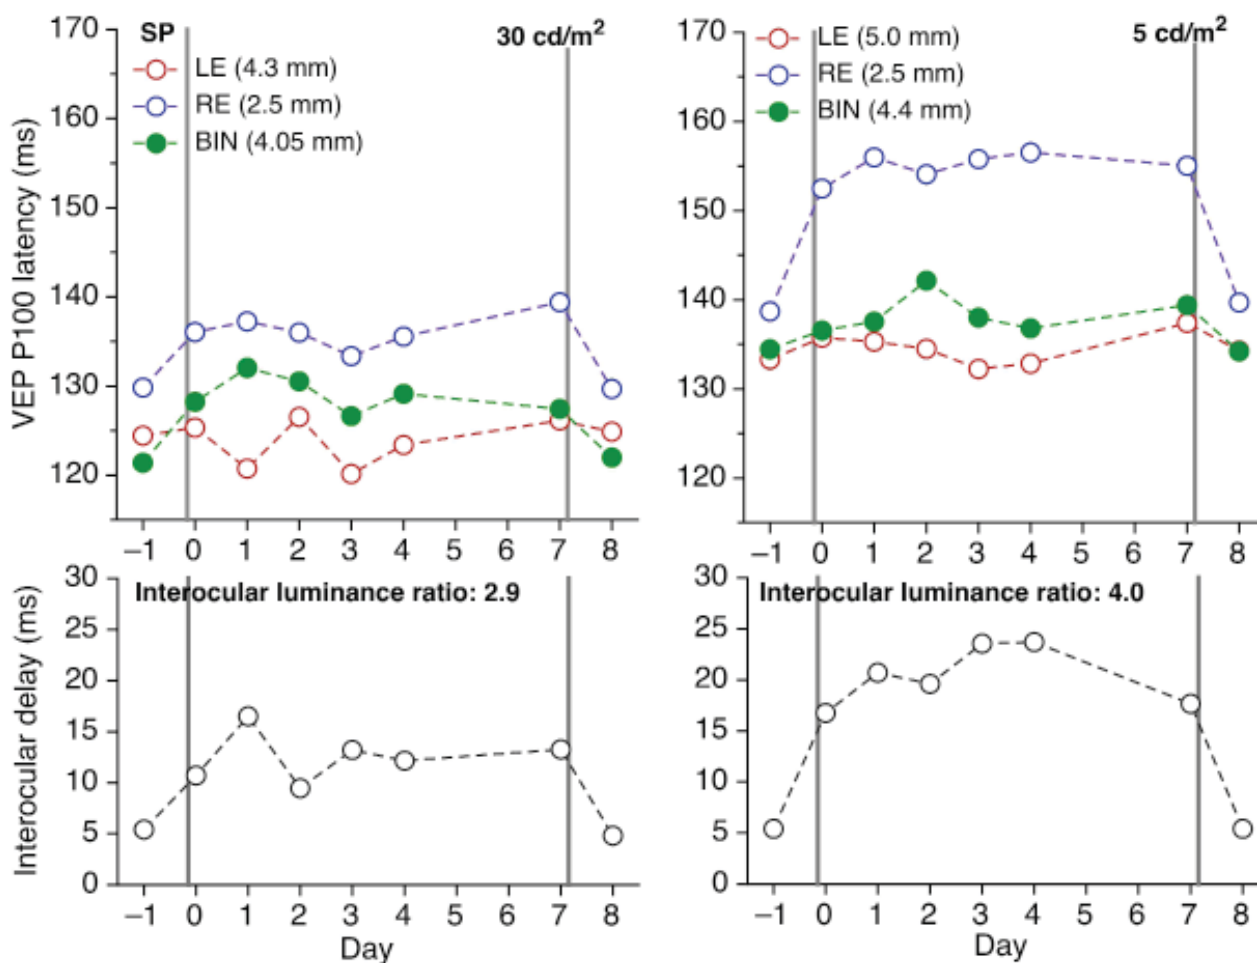 SP
30 cd/m²
LE (4.3 mm)
RE (2.5 mm)
BIN (4.05 mm)
VEP P100 latency (ms)
170
160
150
140
130
120
–1 0 1 2 3 4 5 6 7 8
5 cd/m²
LE (5.0 mm)
RE (2.5 mm)
BIN (4.4 mm)
170
160
150
140
130
120
–1 0 1 2 3 4 5 5 7 8
Interocular luminance ratio: 2.9
Interocular delay (ms)
30
25
20
15
10
5
0
–1 0 1 2 3 4 5 6 7 8
Day
Interocular luminance ratio: 4.0
30
25
20
15
10
5
0
–1 0 1 2 3 4 5 6 7 8
Day